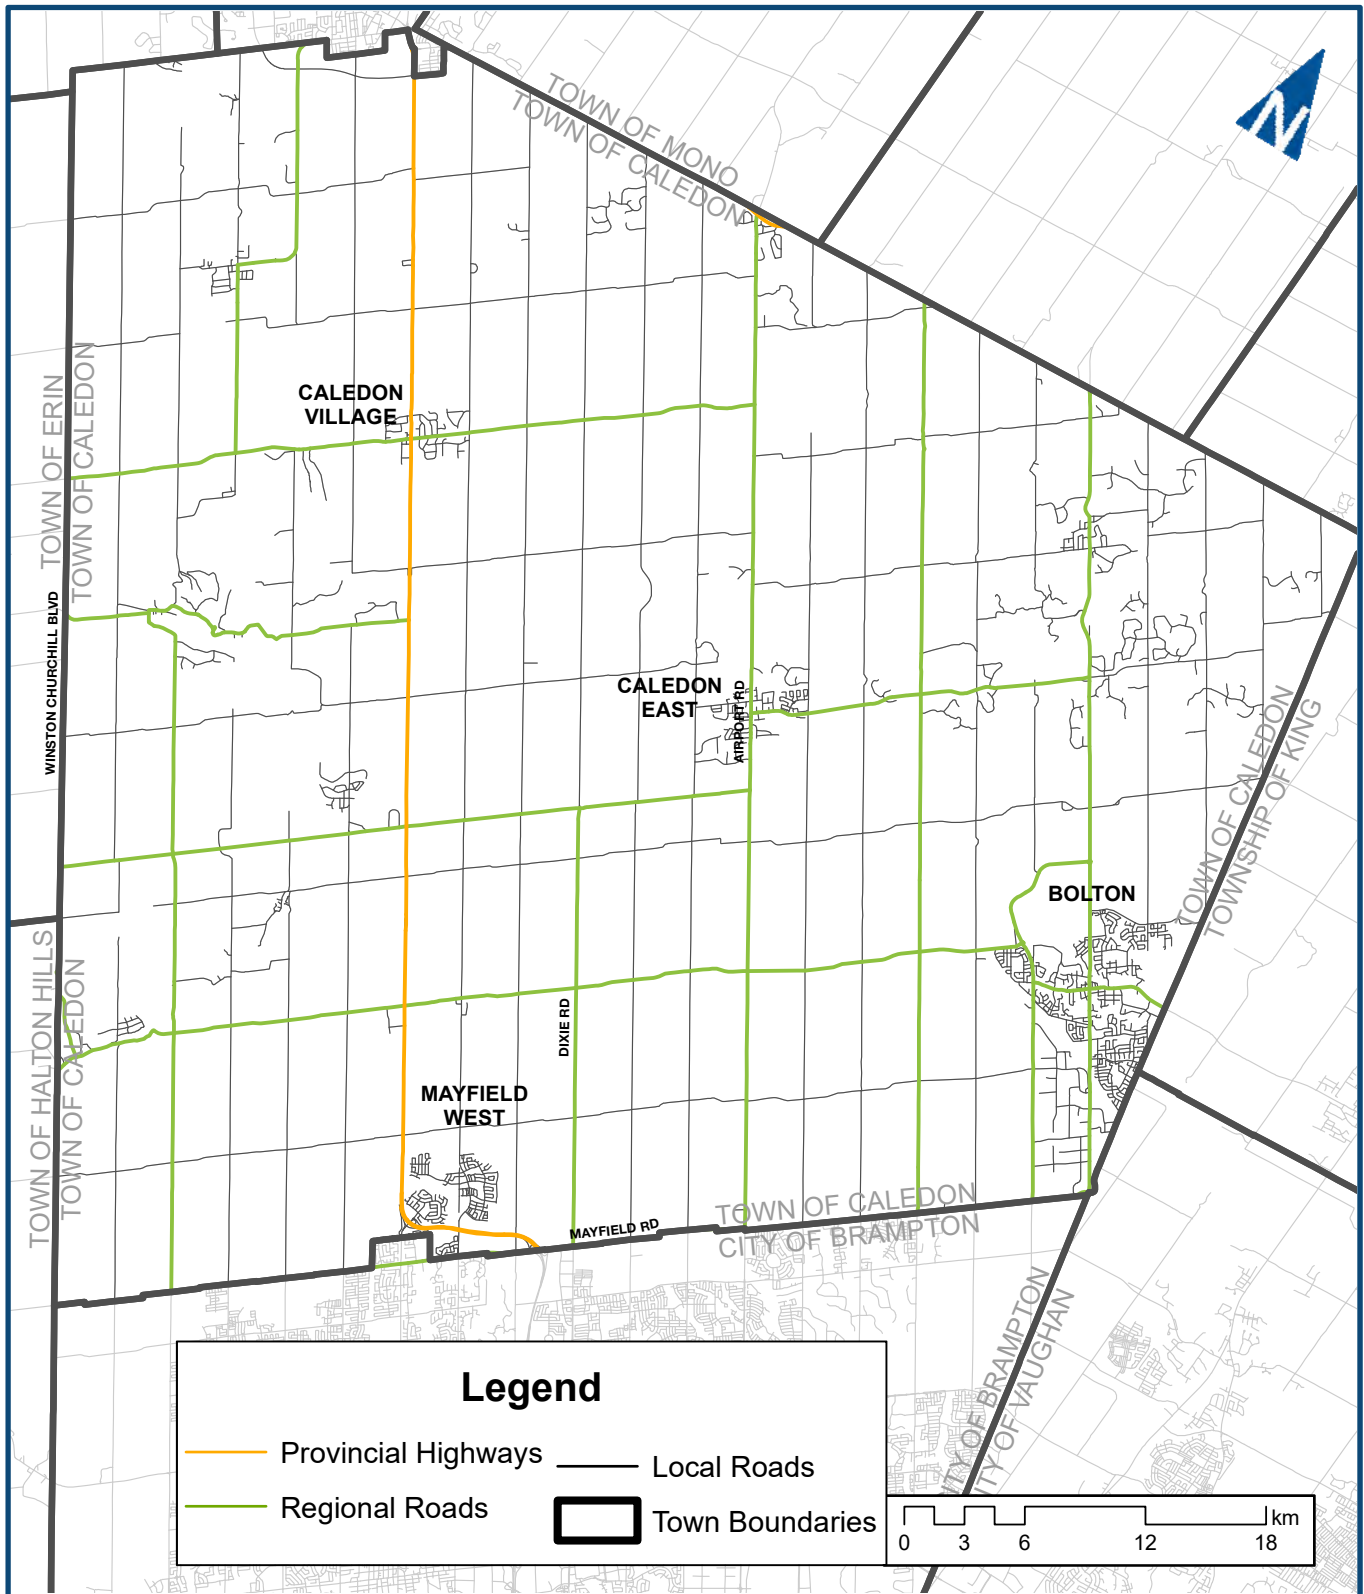 N
TOWN OF MONO
TOWN OF CALEDON
TOWN OF ERIN
TOWN OF CALEDON
CALEDON
VILLAGE
WINSTON CHURCHILL BLVD
CALEDON
EAST
AIRPORT RD
TOWN OF CALEDON
TOWNSHIP OF KING
BOLTON
TOWN OF HALTON HILLS
TOWN OF CALEDON
DIXIE RD
MAYFIELD
WEST
MAYFIELD RD
TOWN OF CALEDON
CITY OF BRAMPTON
CITY OF BRAMPTON
CITY OF VAUGHAN
Legend
Provincial Highways
Local Roads
Regional Roads
Town Boundaries
0 3 6 12 18 km